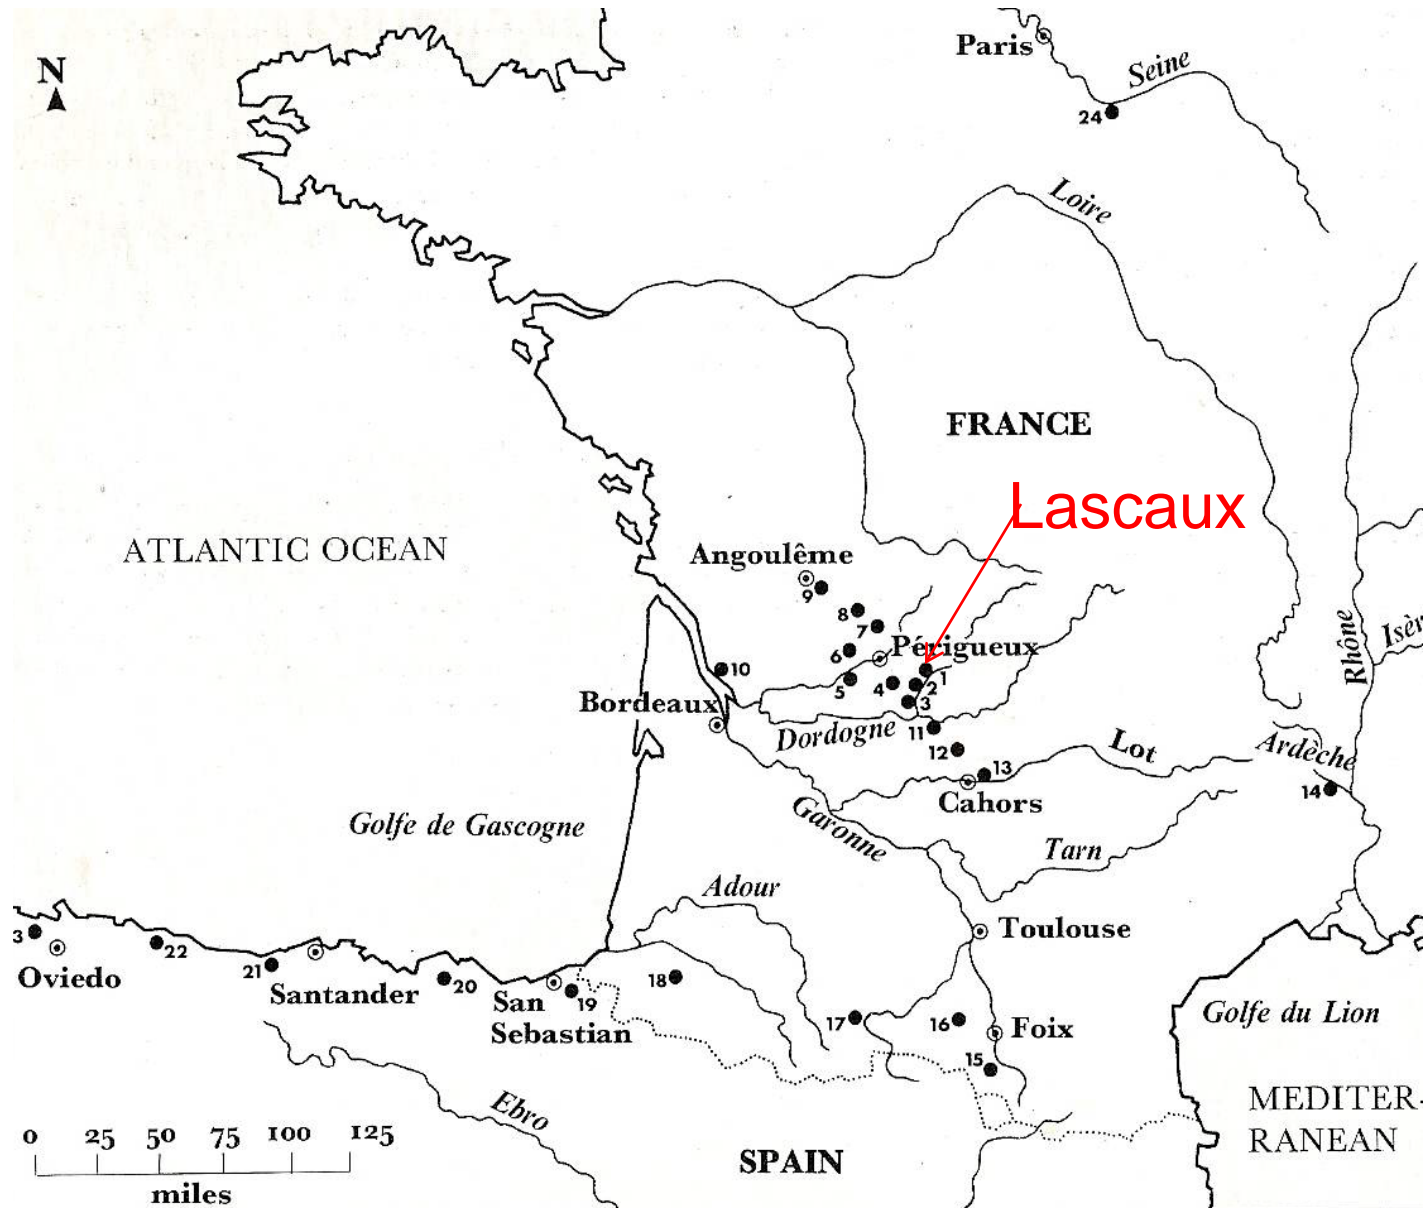 N
Paris
Seine
24
Loire
FRANCE
Lascaux
ATLANTIC OCEAN
Angoulême
9
8
7
Périgueux
6
10
5
4
1
2
3
Bordeaux
Dordogne
11
12
Lot
Ardèche
Rhône
Isèr
13
Cahors
14
Golfe de Gascogne
Garonne
Tarn
Adour
3
Oviedo
22
21
Santander
20
San
Sebastian
19
18
17
16
Toulouse
Foix
15
Golfe du Lion
MEDITER-
RANEAN
Ebro
SPAIN
0 25 50 75 100 125
miles